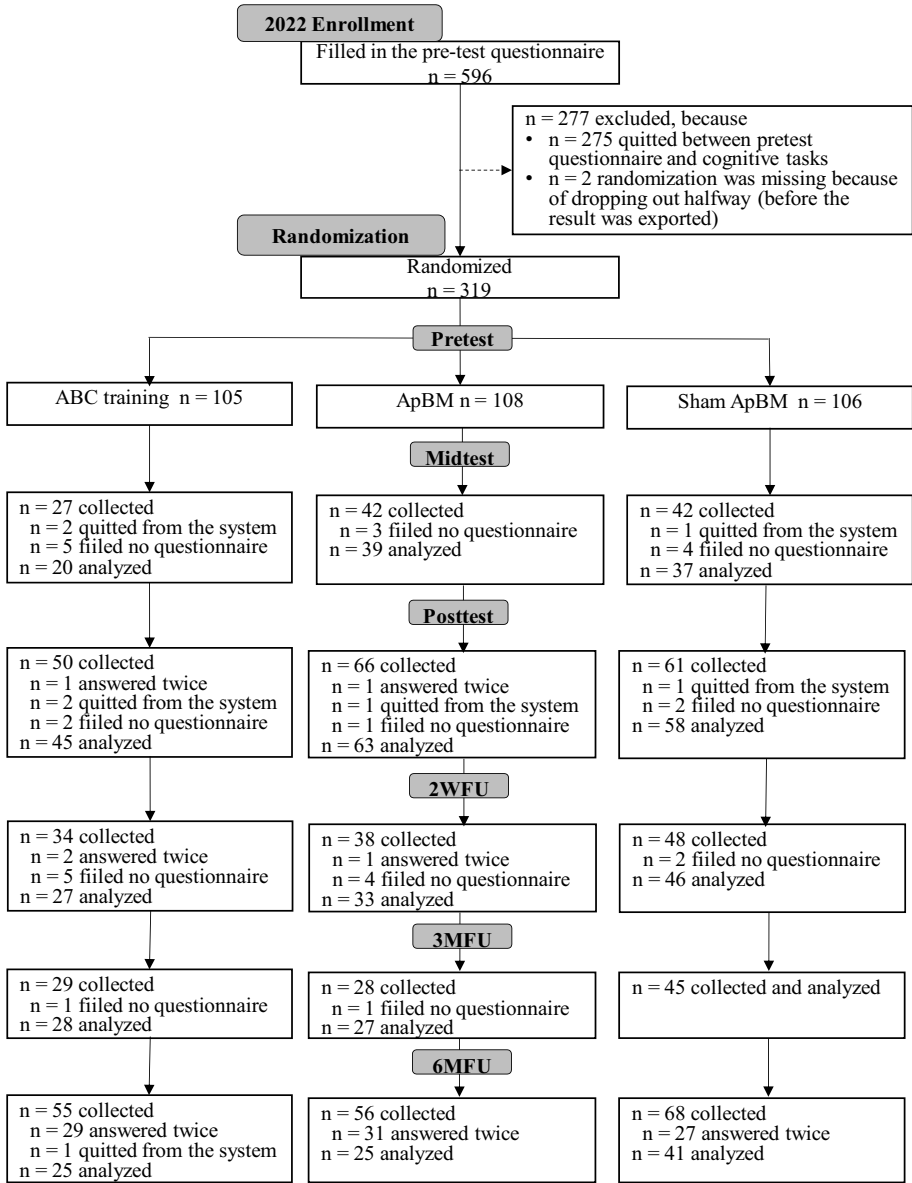 2022 Enrollment
Filled in the pre-test questionnaire
n = 596
n = 277 excluded, because
• n = 275 quitted between pretest
questionnaire and cognitive tasks
• n = 2 randomization was missing because
of dropping out halfway (before the
result was exported)
Randomization
Randomized
n = 319
Pretest
ABC training n = 105
ApBM n = 108
Sham ApBM n = 106
Midtest
n = 27 collected
n = 2 quitted from the system
n = 5 fiiled no questionnaire
n = 20 analyzed
n = 42 collected
n = 3 fiiled no questionnaire
n = 39 analyzed
n = 42 collected
n = 1 quitted from the system
n = 4 fiiled no questionnaire
n = 37 analyzed
Posttest
n = 50 collected
n = 1 answered twice
n = 2 quitted from the system
n = 2 fiiled no questionnaire
n = 45 analyzed
n = 66 collected
n = 1 answered twice
n = 1 quitted from the system
n = 1 fiiled no questionnaire
n = 63 analyzed
n = 61 collected
n = 1 quitted from the system
n = 2 fiiled no questionnaire
n = 58 analyzed
2WFU
n = 34 collected
n = 2 answered twice
n = 5 fiiled no questionnaire
n = 27 analyzed
n = 38 collected
n = 1 answered twice
n = 4 fiiled no questionnaire
n = 33 analyzed
n = 48 collected
n = 2 fiiled no questionnaire
n = 46 analyzed
3MFU
n = 29 collected
n = 1 fiiled no questionnaire
n = 28 analyzed
n = 28 collected
n = 1 fiiled no questionnaire
n = 27 analyzed
n = 45 collected and analyzed
6MFU
n = 55 collected
n = 29 answered twice
n = 1 quitted from the system
n = 25 analyzed
n = 56 collected
n = 31 answered twice
n = 25 analyzed
n = 68 collected
n = 27 answered twice
n = 41 analyzed